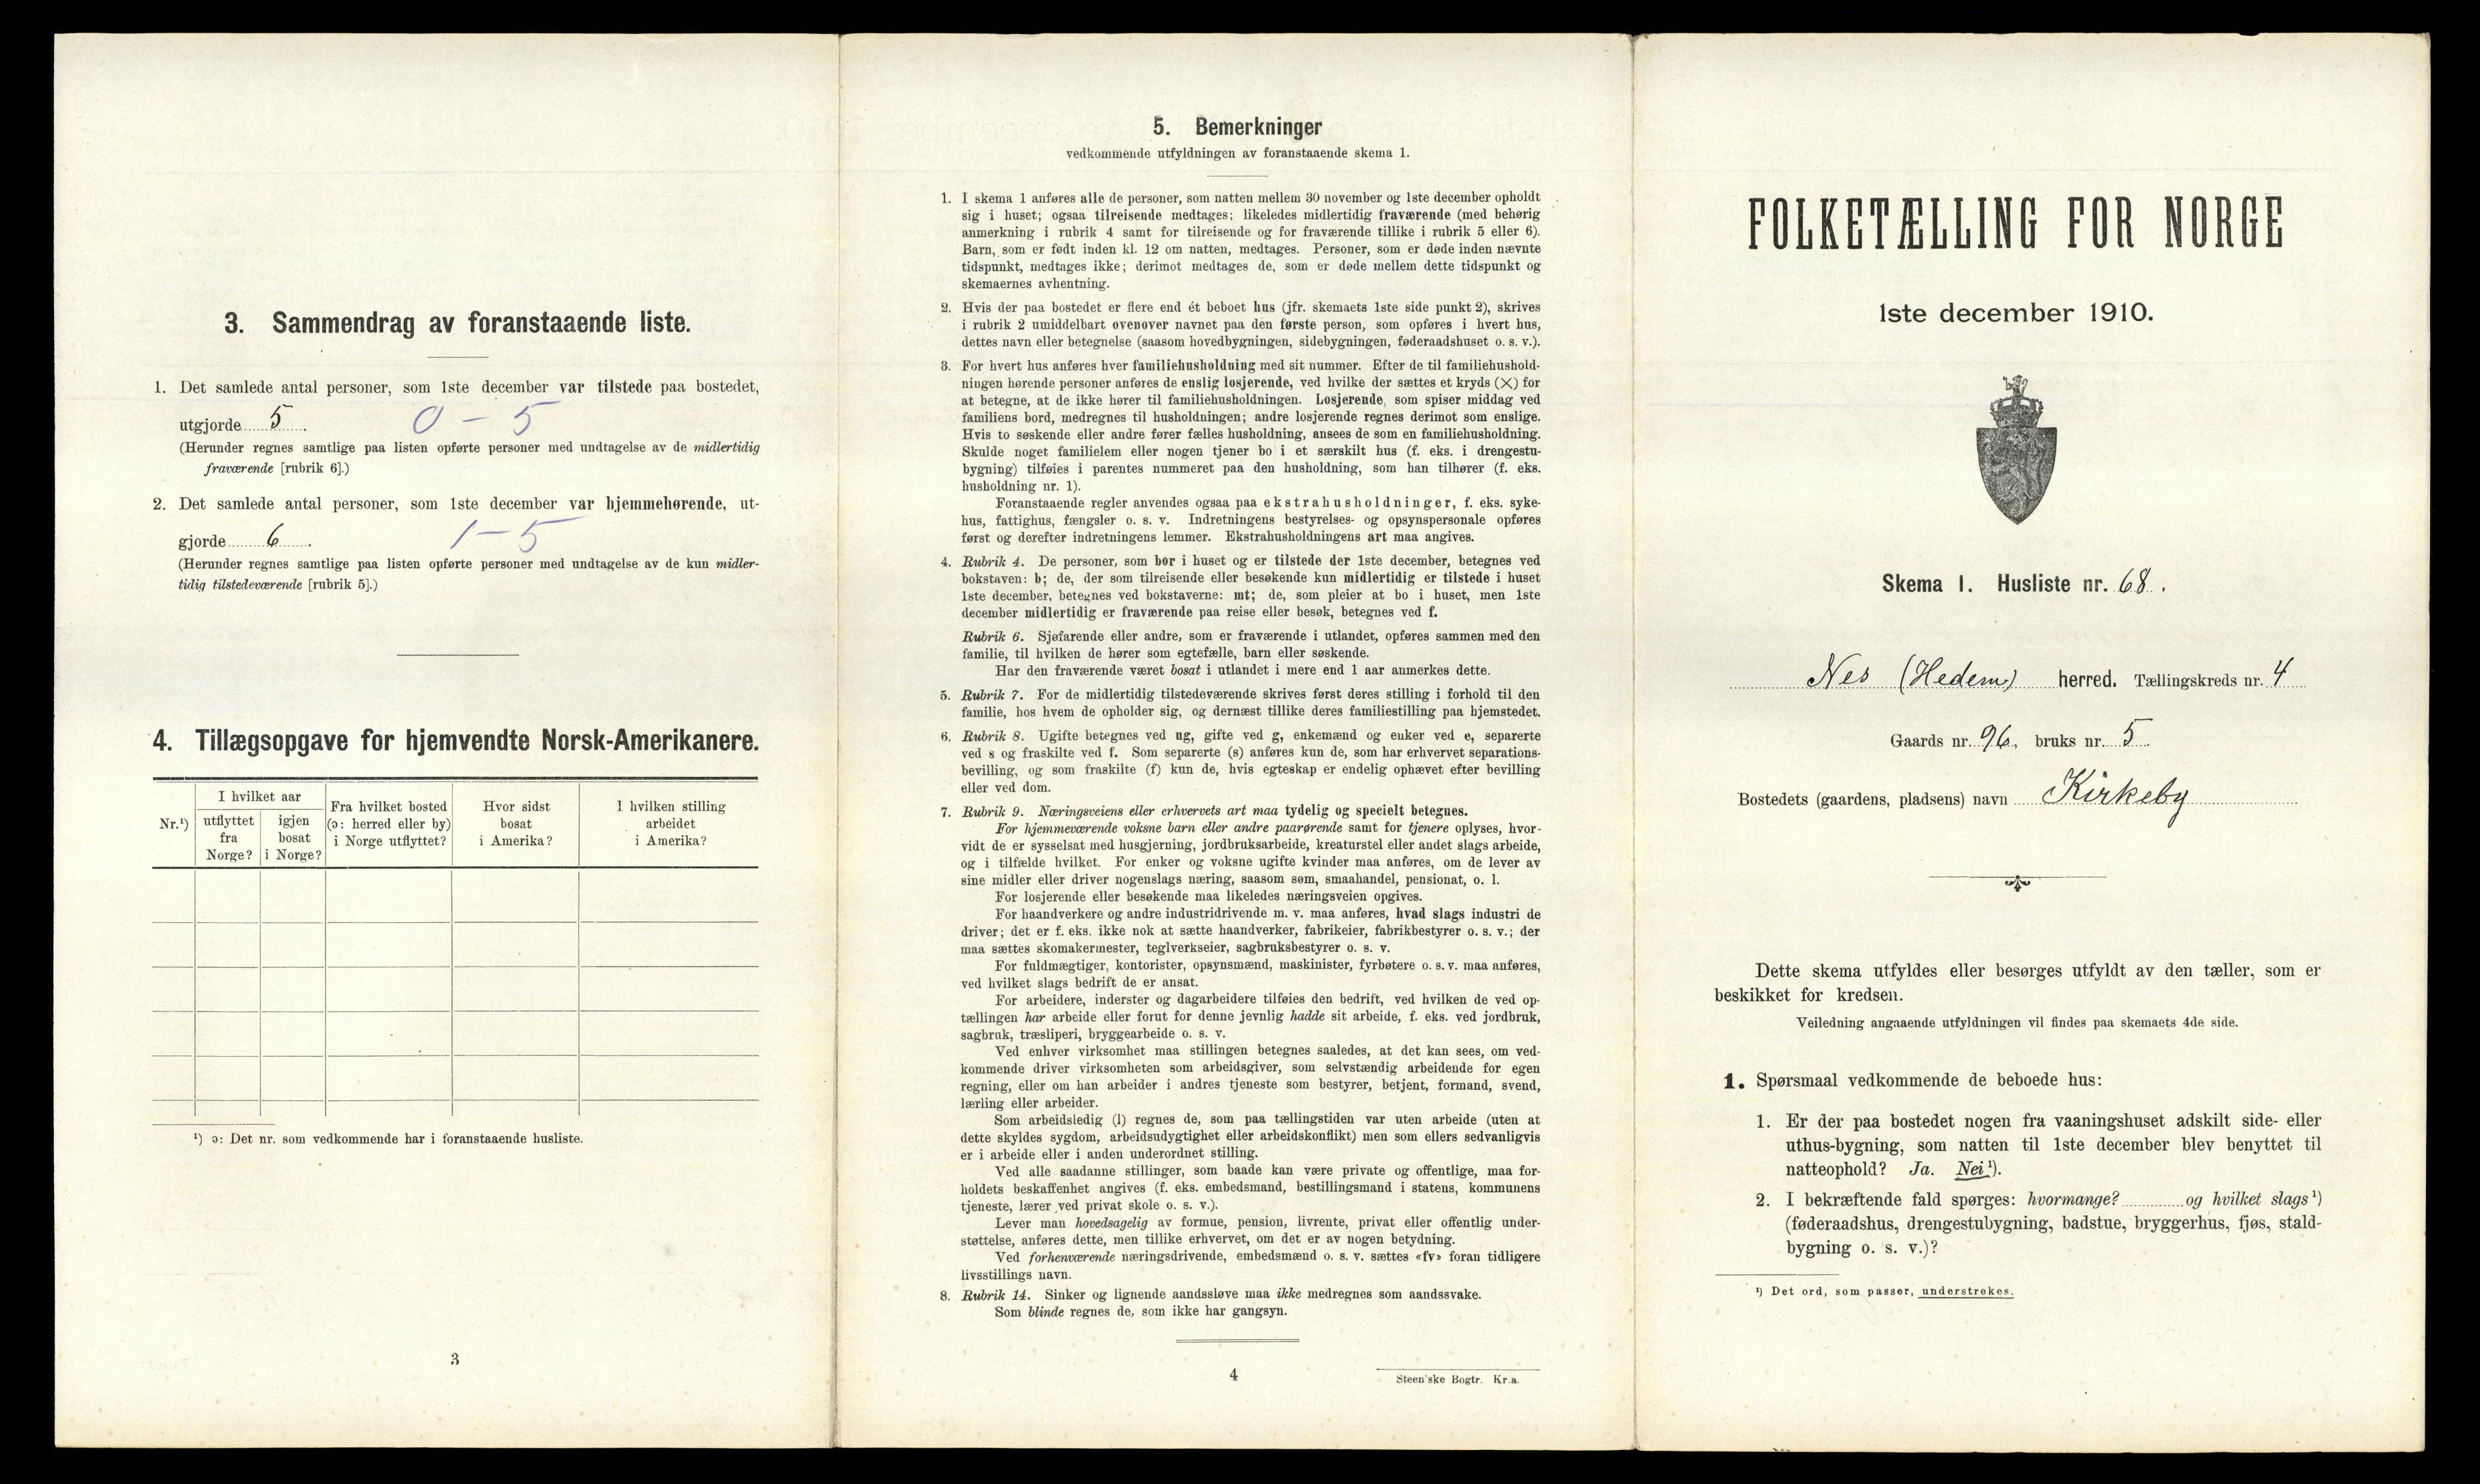 3. Sammendrag av foranstaaende liste.
1. Det samlede antal personer, som 1ste december var tilstede paa bostedet,
utgjorde 5. 0 – 5
(Herunder regnes samtlige paa listen opførte personer med undtagelse av de midlertidig
fraværende [rubrik 6].)
2. Det samlede antal personer, som 1ste december var hjemmehørende, ut-
gjorde 6. 1 – 5
(Herunder regnes samtlige paa listen opførte personer med undtagelse av de kun midler-
tidig tilstedeværende [rubrik 5].)
4. Tillægsopgave for hjemvendte Norsk-Amerikanere.
Nr.¹)
I hvilket aar
utflyttet
fra
Norge?
igjen
bosat
i Norge?
Fra hvilket bosted
(ɔ: herred eller by)
i Norge utflyttet?
Hvor sidst
bosat
i Amerika?
I hvilken stilling
arbeidet
i Amerika?
¹) ɔ: Det nr. som vedkommende har i foranstaaende husliste.
3
5. Bemerkninger
vedkommende utfyldningen av foranstaaende skema 1.
1. I skema 1 anføres alle de personer, som natten mellem 30 november og 1ste december opholdt
sig i huset; ogsaa tilreisende medtages; likeledes midlertidig fraværende (med behørig
anmerkning i rubrik 4 samt for tilreisende og for fraværende tillike i rubrik 5 eller 6).
Barn, som er født inden kl. 12 om natten, medtages. Personer, som er døde inden nævnte
tidspunkt, medtages ikke; derimot medtages de, som er døde mellem dette tidspunkt og
skemaernes avhentning.
2. Hvis der paa bostedet er flere end ét beboet hus (jfr. skemaets 1ste side punkt 2), skrives
i rubrik 2 umiddelbart ovenover navnet paa den første person, som opføres i hvert hus,
dettes navn eller betegnelse (saasom hovedbygningen, sidebygningen, føderaadshuset o. s. v.).
3. For hvert hus anføres hver familiehusholdning med sit nummer. Efter de til familiehushold-
ningen hørende personer anføres de enslig losjerende, ved hvilke der sættes et kryds (×) for
at betegne, at de ikke hører til familiehusholdningen. Losjerende, som spiser middag ved
familiens bord, medregnes til husholdningen; andre losjerende regnes derimot som enslige.
Hvis to søskende eller andre fører fælles husholdning, ansees de som en familiehusholdning.
Skulde noget familielem eller nogen tjener bo i et særskilt hus (f. eks. i drengestu-
bygning) tilføies i parentes nummeret paa den husholdning, som han tilhører (f. eks.
husholdning nr. 1).
Foranstaaende regler anvendes ogsaa paa ekstrahusholdninger, f. eks. syke-
hus, fattighus, fængsler o. s. v. Indretningens bestyrelses- og opsynspersonale opføres
først og derefter indretningens lemmer. Ekstrahusholdningens art maa angives.
4. Rubrik 4. De personer, som bor i huset og er tilstede der 1ste december, betegnes ved
bokstaven: b; de, der som tilreisende eller besøkende kun midlertidig er tilstede i huset
1ste december, betegnes ved bokstaverne: mt; de, som pleier at bo i huset, men 1ste
december midlertidig er fraværende paa reise eller besøk, betegnes ved f.
Rubrik 6. Sjøfarende eller andre, som er fraværende i utlandet, opføres sammen med den
familie, til hvilken de hører som egtefælle, barn eller søskende.
Har den fraværende været bosat i utlandet i mere end 1 aar anmerkes dette.
5. Rubrik 7. For de midlertidig tilstedeværende skrives først deres stilling i forhold til den
familie, hos hvem de opholder sig, og dernæst tillike deres familiestilling paa hjemstedet.
6. Rubrik 8. Ugifte betegnes ved ug, gifte ved g, enkemænd og enker ved e, separerte
ved s og fraskilte ved f. Som separerte (s) anføres kun de, som har erhvervet separations-
bevilling, og som fraskilte (f) kun de, hvis egteskap er endelig ophævet efter bevilling
eller ved dom.
7. Rubrik 9. Næringsveiens eller erhvervets art maa tydelig og specielt betegnes.
For hjemmeværende voksne barn eller andre paarørende samt for tjenere oplyses, hvor-
vidt de er sysselsat med husgjerning, jordbruksarbeide, kreaturstel eller andet slags arbeide,
og i tilfælde hvilket. For enker og voksne ugifte kvinder maa anføres, om de lever av
sine midler eller driver nogenslags næring, saasom søm, smaahandel, pensionat, o. l.
For losjerende eller besøkende maa likeledes næringsveien opgives.
For haandverkere og andre industridrivende m. v. maa anføres, hvad slags industri de
driver; det er f. eks. ikke nok at sætte haandverker, fabrikeier, fabrikbestyrer o. s. v.; der
maa sættes skomakermester, teglverkseier, sagbruksbestyrer o. s. v.
For fuldmægtiger, kontorister, opsynsmænd, maskinister, fyrbøtere o. s. v. maa anføres,
ved hvilket slags bedrift de er ansat.
For arbeidere, inderster og dagarbeidere tilføies den bedrift, ved hvilken de ved op-
tællingen har arbeide eller forut for denne jevnlig hadde sit arbeide, f. eks. ved jordbruk,
sagbruk, træsliperi, bryggearbeide o. s. v.
Ved enhver virksomhet maa stillingen betegnes saaledes, at det kan sees, om ved-
kommende driver virksomheten som arbeidsgiver, som selvstændig arbeidende for egen
regning, eller om han arbeider i andres tjeneste som bestyrer, betjent, formand, svend,
lærling eller arbeider.
Som arbeidsledig (l) regnes de, som paa tællingstiden var uten arbeide (uten at
dette skyldes sygdom, arbeidsudygtighet eller arbeidskonflikt) men som ellers sedvanligvis
er i arbeide eller i anden underordnet stilling.
Ved alle saadanne stillinger, som baade kan være private og offentlige, maa for-
holdets beskaffenhet angives (f. eks. embedsmand, bestillingsmand i statens, kommunens
tjeneste, lærer ved privat skole o. s. v.).
Lever man hovedsagelig av formue, pension, livrente, privat eller offentlig under-
støttelse, anføres dette, men tillike erhvervet, om det er av nogen betydning.
Ved forhenværende næringsdrivende, embedsmænd o. s. v. sættes «fv» foran tidligere
livsstillings navn.
8. Rubrik 14. Sinker og lignende aandssløve maa ikke medregnes som aandssvake.
Som blinde regnes de, som ikke har gangsyn.
4
Steen'ske Bogtr. Kr.a.
FOLKETÆLLING FOR NORGE
1ste december 1910.
Skema 1. Husliste nr. 68.
Nes (Hedem) herred. Tællingskreds nr. 4
Gaards nr. 96, bruks nr. 5.
Bostedets (gaardens, pladsens) navn Kirkeby
Dette skema utfyldes eller besørges utfyldt av den tæller, som er
beskikket for kredsen.
Veiledning angaaende utfyldningen vil findes paa skemaets 4de side.
1. Spørsmaal vedkommende de beboede hus:
1. Er der paa bostedet nogen fra vaaningshuset adskilt side- eller
uthus-bygning, som natten til 1ste december blev benyttet til
natteophold? Ja. Nei¹).
2. I bekræftende fald spørges: hvormange? og hvilket slags¹)
(føderaadshus, drengestubygning, badstue, bryggerhus, fjøs, stald-
bygning o. s. v.)?
¹) Det ord, som passer, understrekes.